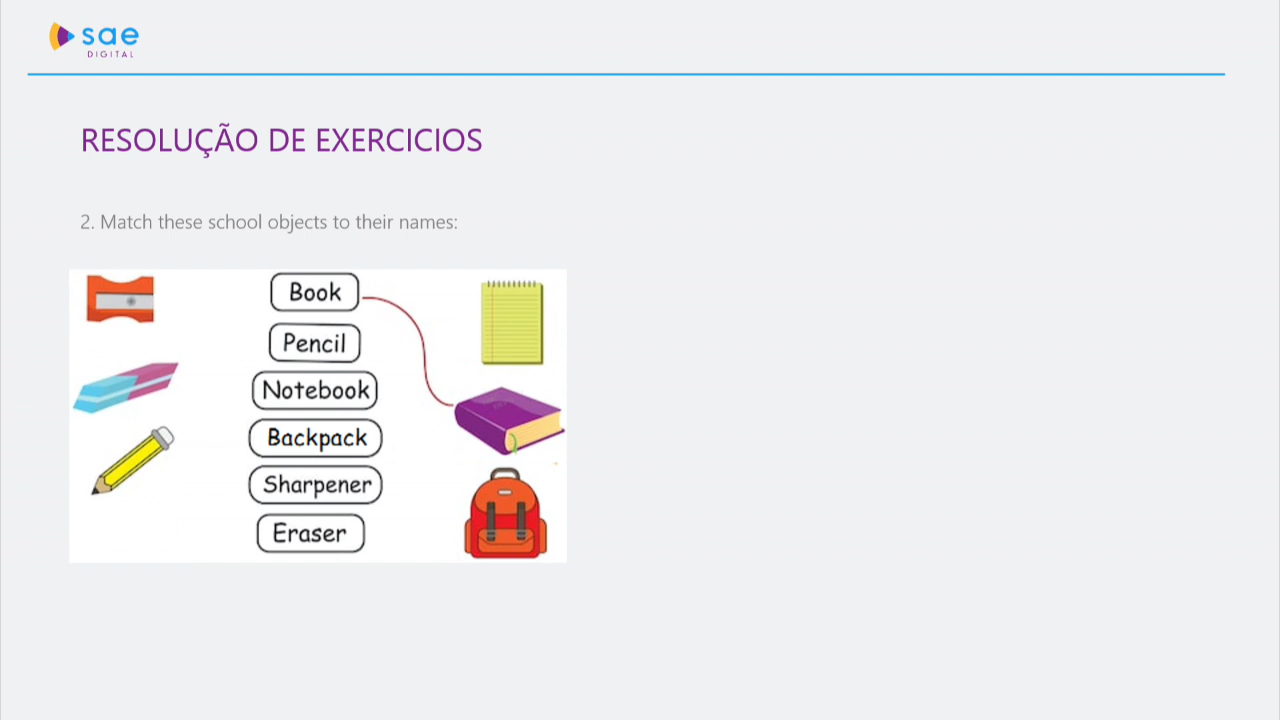 sae
DIGITAL
RESOLUÇÃO DE EXERCICIOS
2. Match these school objects to their names:
Book
Pencil
Notebook
Backpack
Sharpener
Eraser